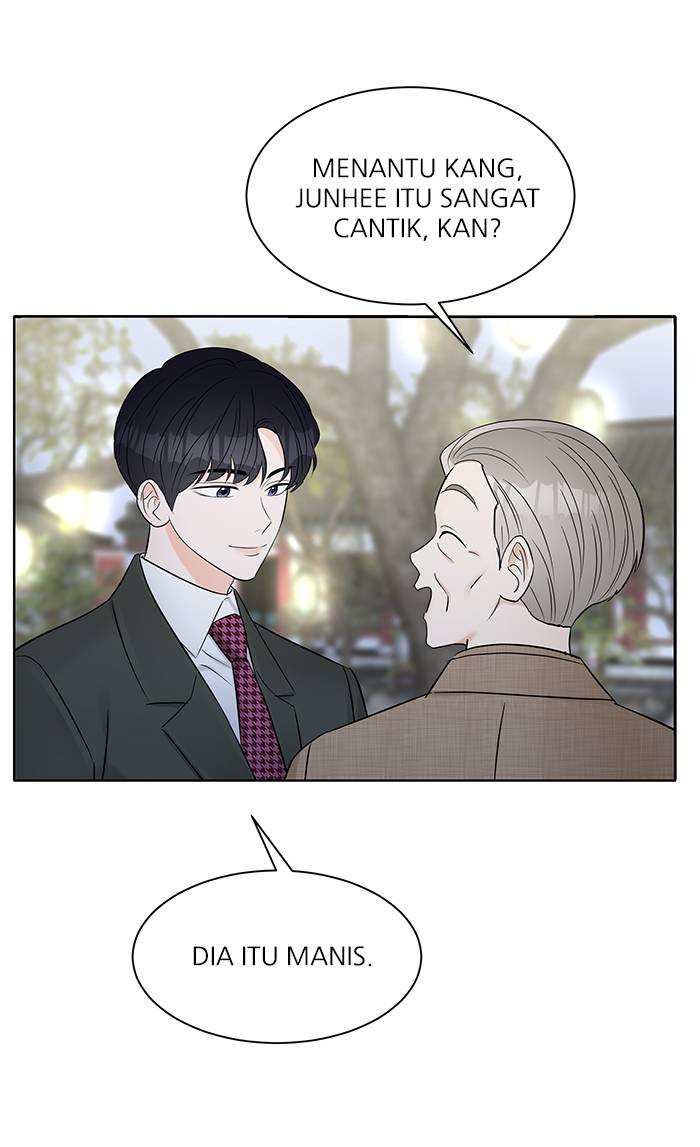 MENANTU KANG,
JUNHEE ITU SANGAT
CANTIK, KAN?
DIA ITU MANIS.